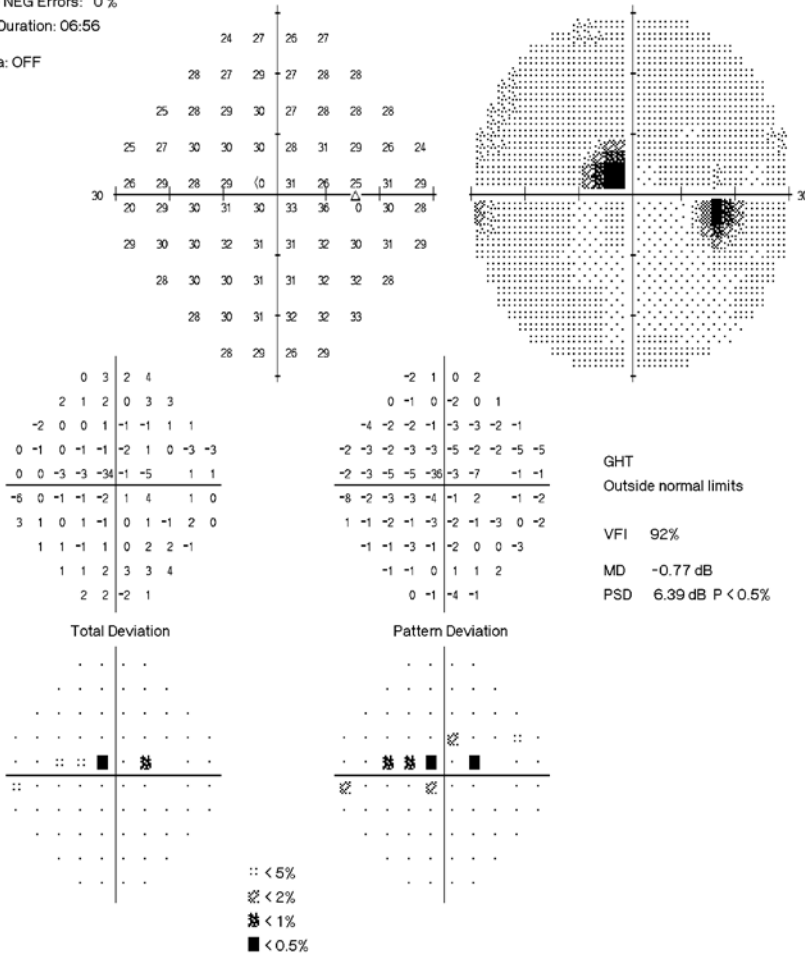 NEG Errors: 0 %
Duration: 06:56
a: OFF
24 27 26 27
28 27 29 27 28 28
25 28 29 30 27 28 28 28
25 27 30 30 30 28 31 29 26 24
26 29 28 29 (0 31 26 25 31 29
30
20 29 30 31 30 33 36 0 30 28
29 30 30 32 31 31 32 30 31 29
28 30 30 31 31 32 32 28
28 30 31 32 32 33
28 29 26 29
30
0 3 2 4
2 1 2 0 3 3
-2 0 0 1 -1 -1 1 1
0 -1 0 -1 -1 -2 1 0 -3 -3
0 0 -3 -3 -34 -1 -5 1 1
-6 0 -1 -1 -2 1 4 1 0
3 1 0 1 -1 0 1 -1 2 0
1 1 -1 1 0 2 2 -1
1 1 2 3 3 4
2 2 -2 1
Total Deviation
-2 1 0 2
0 -1 0 -2 0 1
-4 -2 -2 -1 -3 -3 -2 -1
-2 -3 -2 -3 -3 -5 -2 -2 -5 -5
-2 -3 -5 -5 -36 -3 -7 -1 -1
-8 -2 -3 -3 -4 -1 2 -1 -2
1 -1 -2 -1 -3 -2 -1 -3 0 -2
-1 -1 -3 -1 -2 0 0 -3
-1 -1 0 1 1 2
0 -1 -4 -1
Pattern Deviation
GHT
Outside normal limits
VFI 92%
MD -0.77 dB
PSD 6.39 dB P < 0.5%
< 5%
< 2%
< 1%
< 0.5%